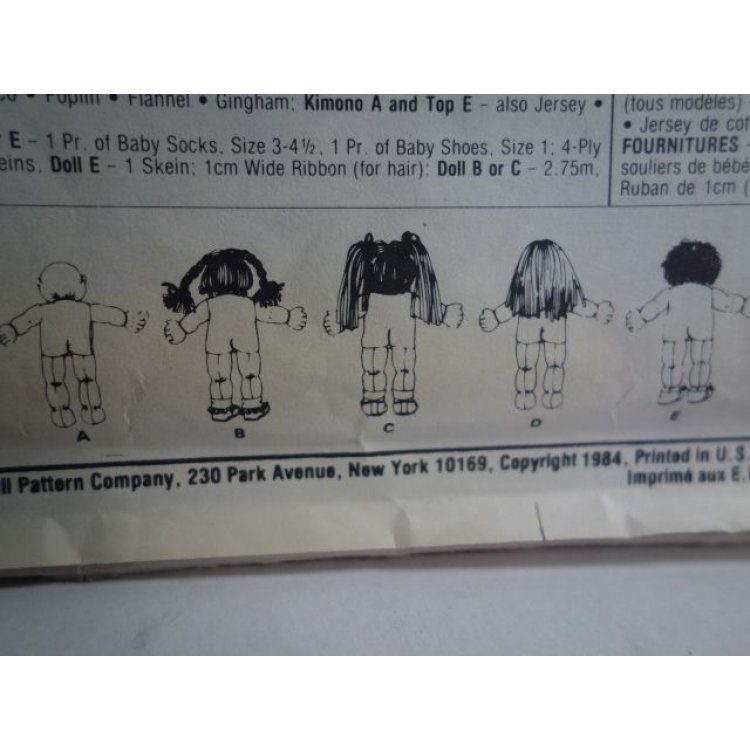 Poplin • Flannel • Gingham; Kimono A and Top E – also Jersey •
E – 1 Pr. of Baby Socks, Size 3-4½, 1 Pr. of Baby Shoes, Size 1; 4-Ply
eins, Doll E – 1 Skein; 1cm Wide Ribbon (for hair): Doll B or C – 2.75m,
(tous modèles)
• Jersey de cot
FOURNITURES –
souliers de bébé
Ruban de 1cm (
A
B
C
D
E
ll Pattern Company, 230 Park Avenue, New York 10169, Copyright 1984, Printed in U.S.
Imprimé aux E.